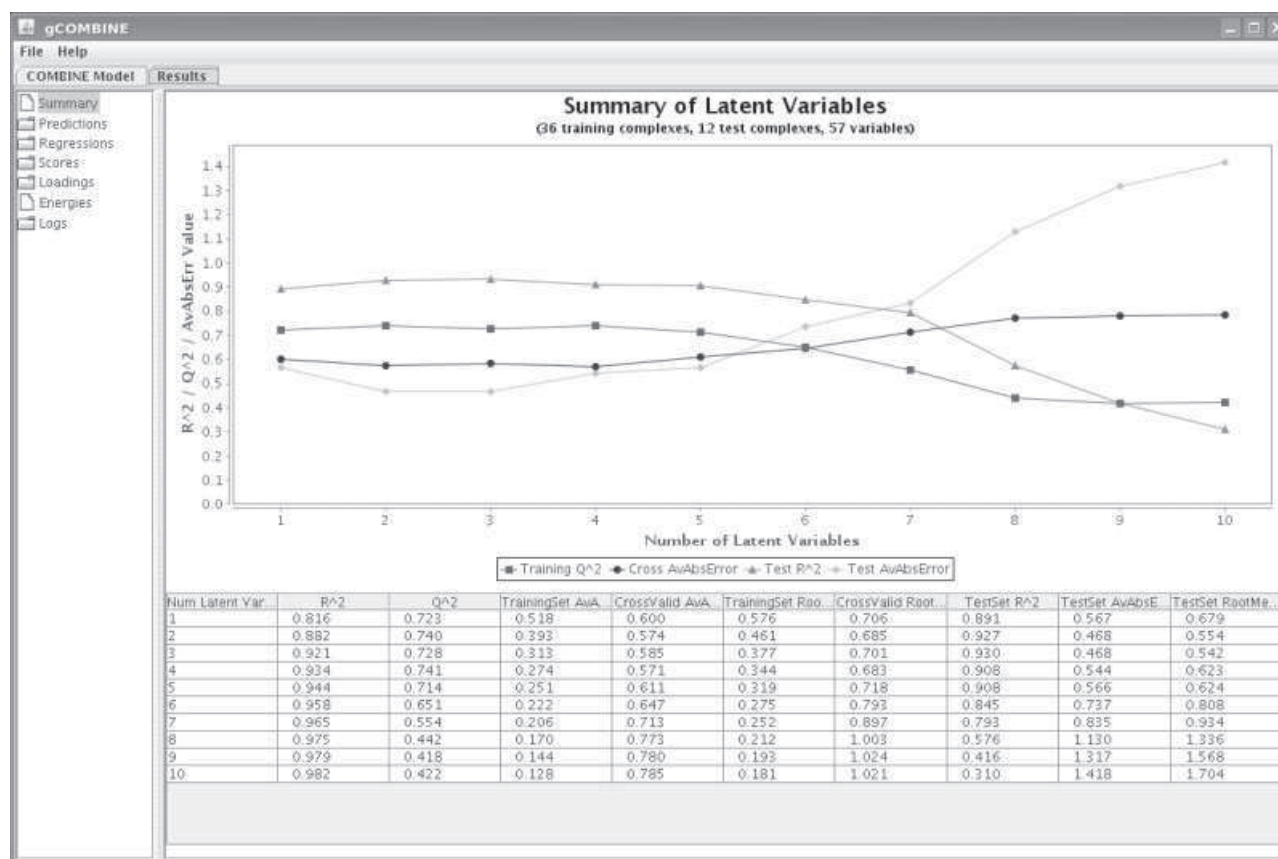 gCOMBINE
File Help
COMBINE Model Results
Summary
Predictions
Regressions
Scores
Loadings
Energies
Logs
Summary of Latent Variables
(36 training complexes, 12 test complexes, 57 variables)
R^2 / Q^2 / AvAbsErr Value
1.4
1.3
1.2
1.1
1.0
0.9
0.8
0.7
0.6
0.5
0.4
0.3
0.2
0.1
0.0
1 2 3 4 5 6 7 8 9 10
Number of Latent Variables
Training Q^2 Cross AvAbsError Test R^2 Test AvAbsError
Num Latent Var... R^2 Q^2 TrainingSet AvA... CrossValid AvA... TrainingSet Roo... CrossValid Root... TestSet R^2 TestSet AvAbsE... TestSet RootMe...
1 0.816 0.723 0.518 0.600 0.576 0.706 0.891 0.567 0.679
2 0.882 0.740 0.393 0.574 0.461 0.685 0.927 0.468 0.554
3 0.921 0.728 0.313 0.585 0.377 0.701 0.930 0.468 0.542
4 0.934 0.741 0.274 0.571 0.344 0.683 0.908 0.544 0.623
5 0.944 0.714 0.251 0.611 0.319 0.718 0.908 0.566 0.624
6 0.958 0.651 0.222 0.647 0.275 0.793 0.845 0.737 0.808
7 0.965 0.554 0.206 0.713 0.252 0.897 0.793 0.835 0.934
8 0.975 0.442 0.170 0.773 0.212 1.003 0.576 1.130 1.336
9 0.979 0.418 0.144 0.780 0.193 1.024 0.416 1.317 1.568
10 0.982 0.422 0.128 0.785 0.181 1.021 0.310 1.418 1.704